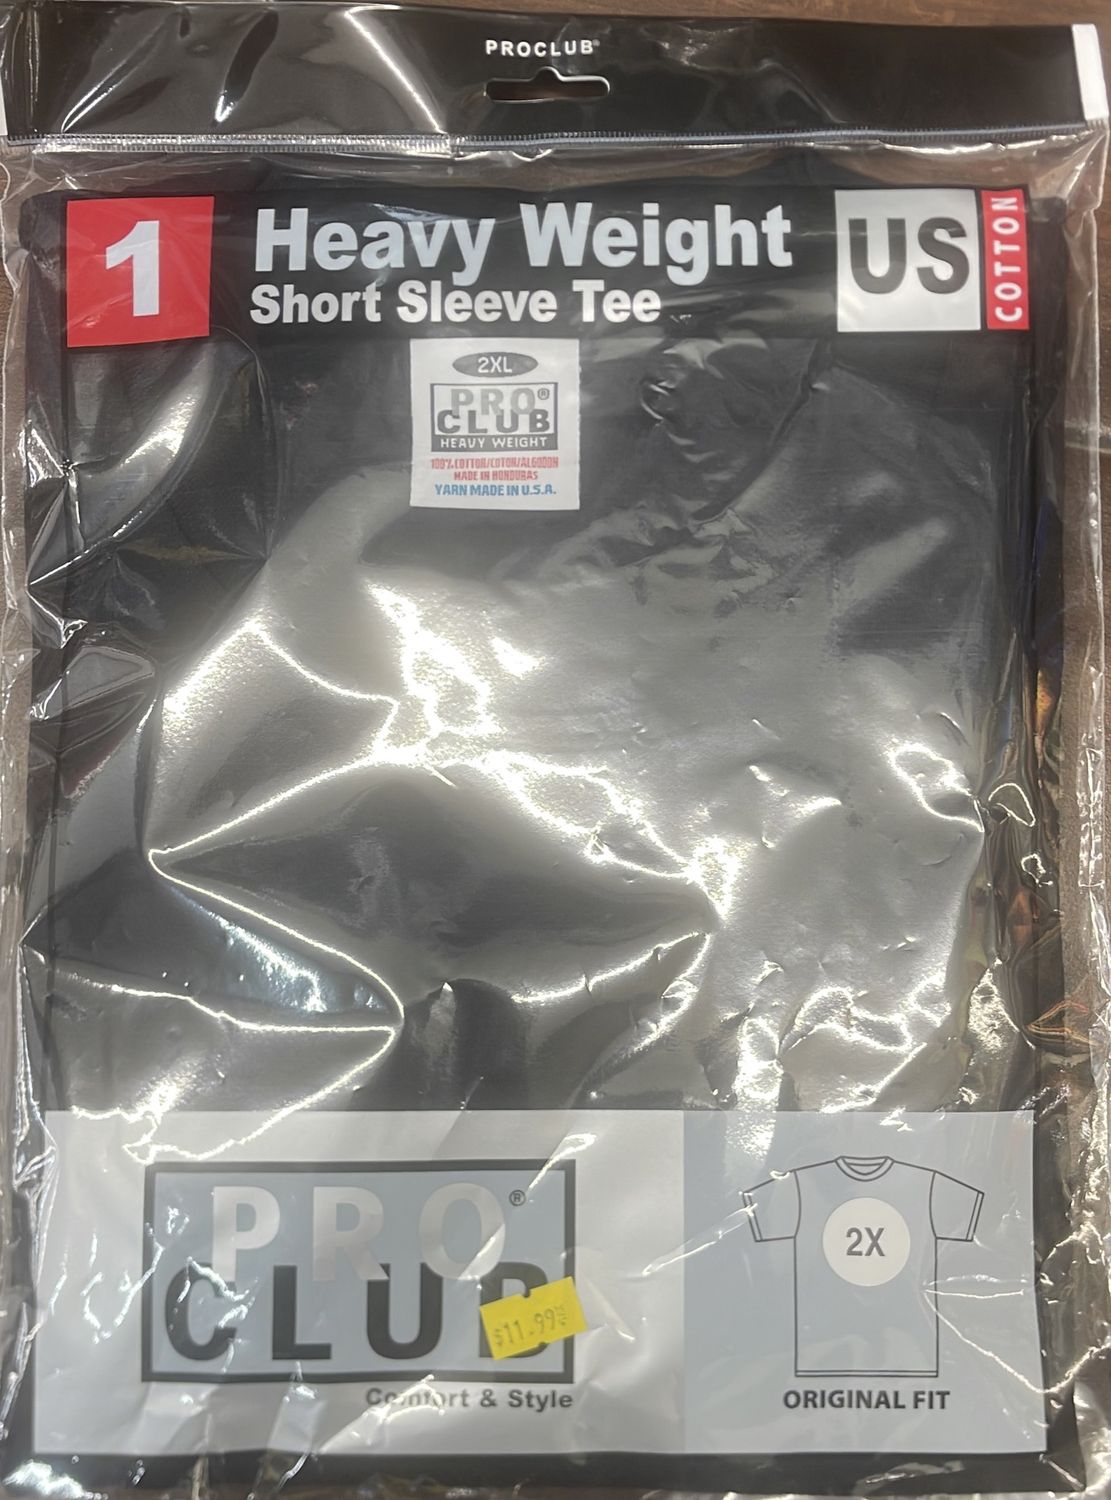 PROCLUB®
1
Heavy Weight
Short Sleeve Tee
US
COTTON
2XL
PRO®
CLUB
HEAVY WEIGHT
100% COTTON/COTON/ALGODON
MADE IN HONDURAS
YARN MADE IN U.S.A.
PRO®
CLUB
$11.99
Comfort & Style
2X
ORIGINAL FIT